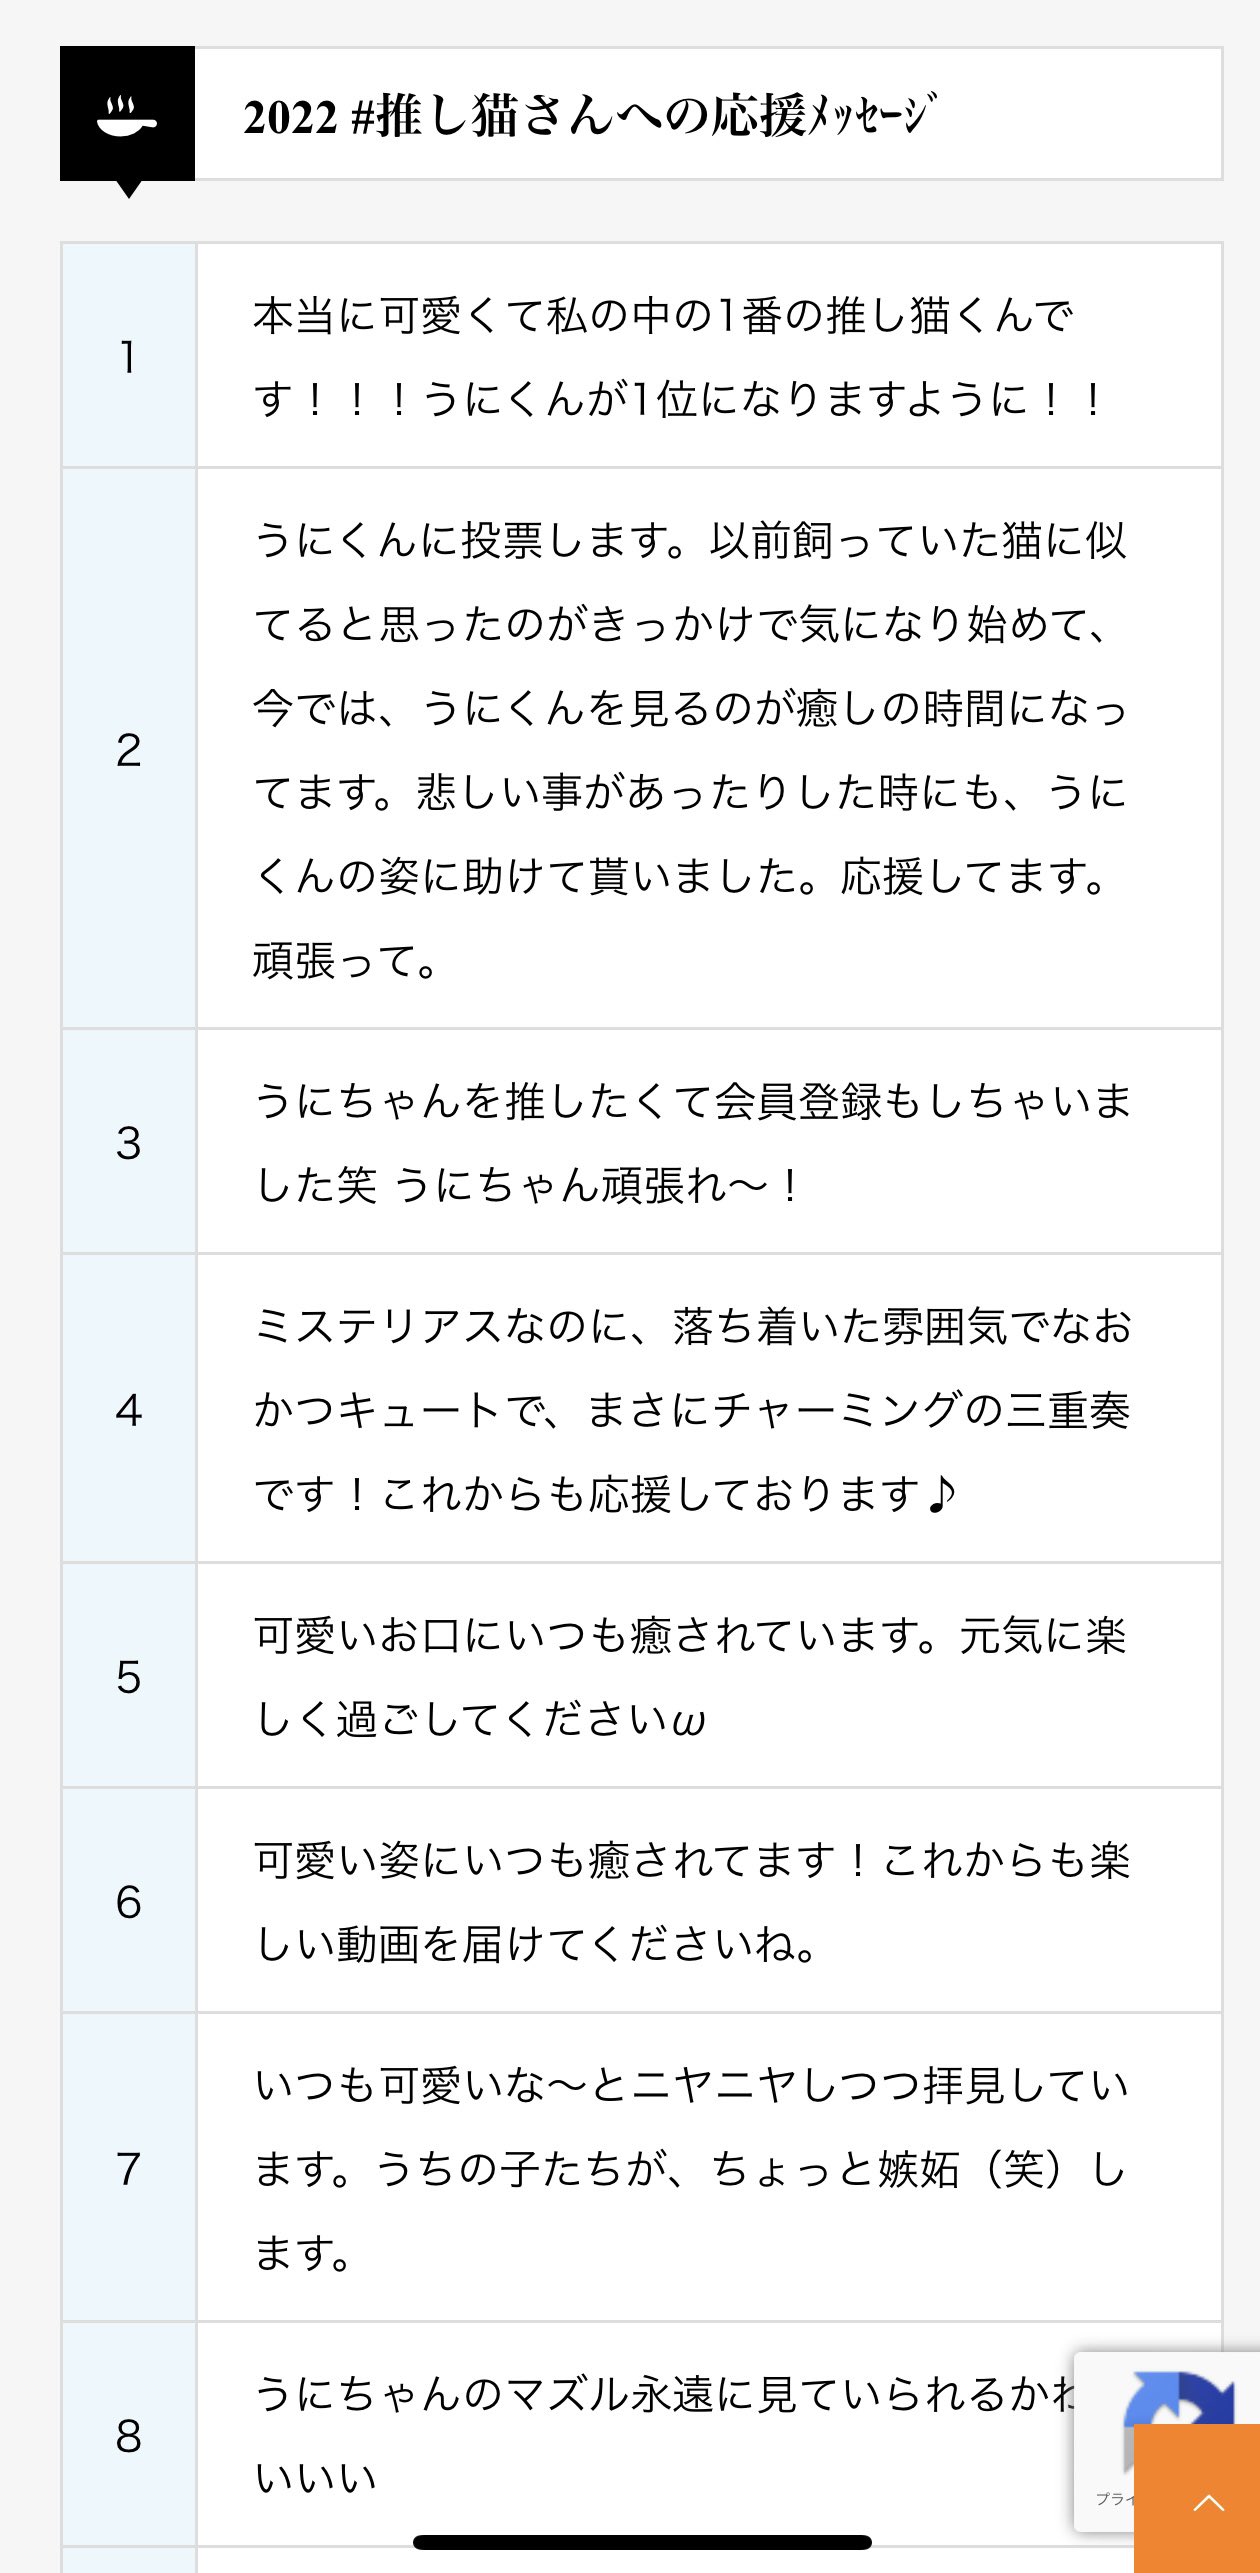 2022 #推し猫さんへの応援ﾒｯｾｰｼﾞ
1
本当に可愛くて私の中の1番の推し猫くんで
す！！！うにくんが1位になりますように！！
2
うにくんに投票します。以前飼っていた猫に似
てると思ったのがきっかけで気になり始めて、
今では、うにくんを見るのが癒しの時間になっ
てます。悲しい事があったりした時にも、うに
くんの姿に助けて貰いました。応援してます。
頑張って。
3
うにちゃんを推したくて会員登録もしちゃいま
した笑 うにちゃん頑張れ〜！
4
ミステリアスなのに、落ち着いた雰囲気でなお
かつキュートで、まさにチャーミングの三重奏
です！これからも応援しております♪
5
可愛いお口にいつも癒されています。元気に楽
しく過ごしてくださいω
6
可愛い姿にいつも癒されてます！これからも楽
しい動画を届けてくださいね。
7
いつも可愛いな〜とニヤニヤしつつ拝見してい
ます。うちの子たちが、ちょっと嫉妬（笑）し
ます。
8
うにちゃんのマズル永遠に見ていられるかわ
いいい
プライ